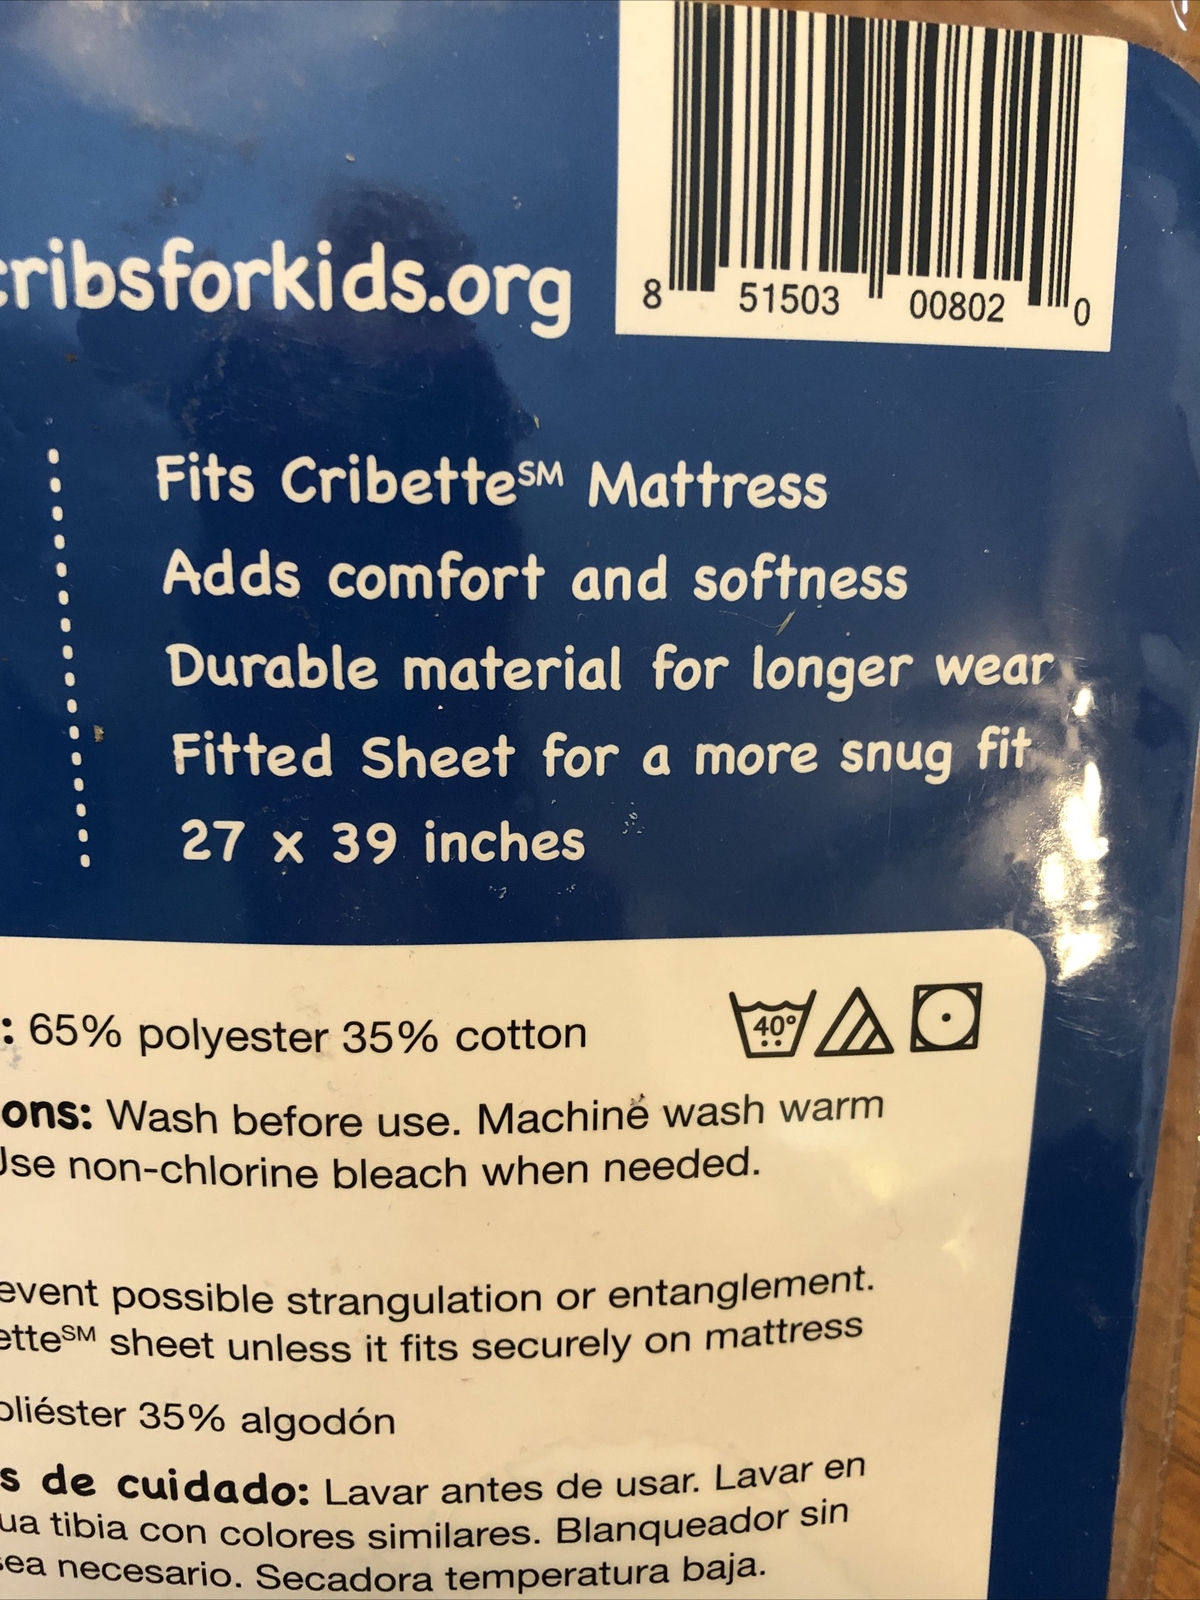 cribsforkids.org
8 51503 00802 0
Fits Cribette℠ Mattress
Adds comfort and softness
Durable material for longer wear
Fitted Sheet for a more snug fit
27 x 39 inches
: 65% polyester 35% cotton
40°
ons: Wash before use. Machine wash warm
Use non-chlorine bleach when needed.
event possible strangulation or entanglement.
ette℠ sheet unless it fits securely on mattress
oliéster 35% algodón
s de cuidado: Lavar antes de usar. Lavar en
ua tibia con colores similares. Blanqueador sin
sea necesario. Secadora temperatura baja.